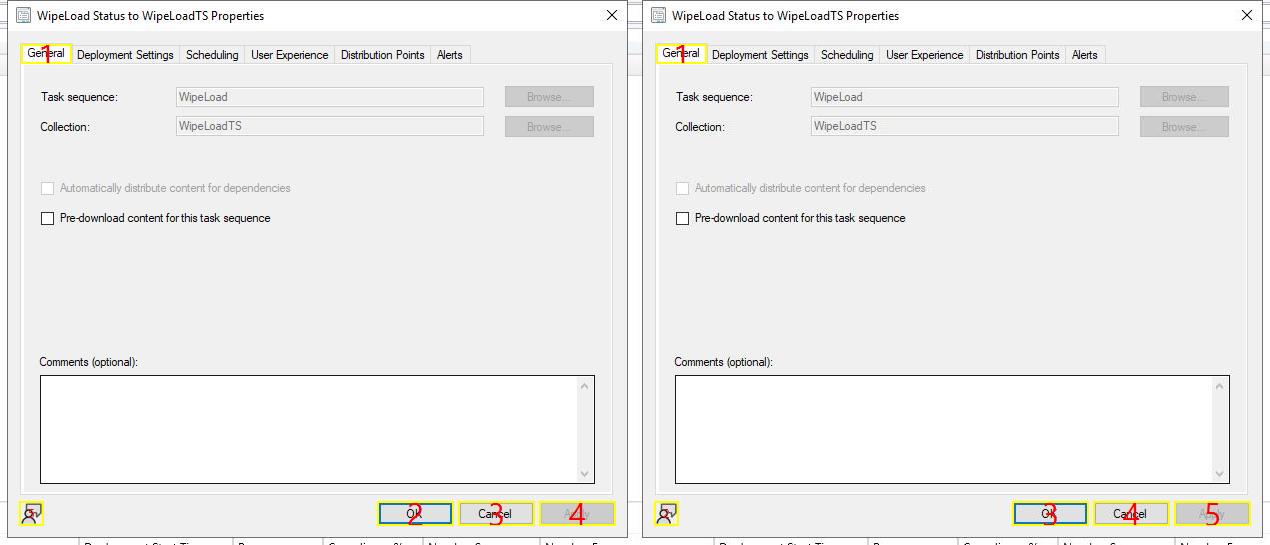 WipeLoad Status to WipeLoadTS Properties
General Deployment Settings Scheduling User Experience Distribution Points Alerts
1
Task sequence: WipeLoad Browse...
Collection: WipeLoadTS Browse...
Automatically distribute content for dependencies
Pre-download content for this task sequence
Comments (optional):
OK Cancel Apply
2 3 4
WipeLoad Status to WipeLoadTS Properties
General Deployment Settings Scheduling User Experience Distribution Points Alerts
1
Task sequence: WipeLoad Browse...
Collection: WipeLoadTS Browse...
Automatically distribute content for dependencies
Pre-download content for this task sequence
Comments (optional):
OK Cancel Apply
3 4 5